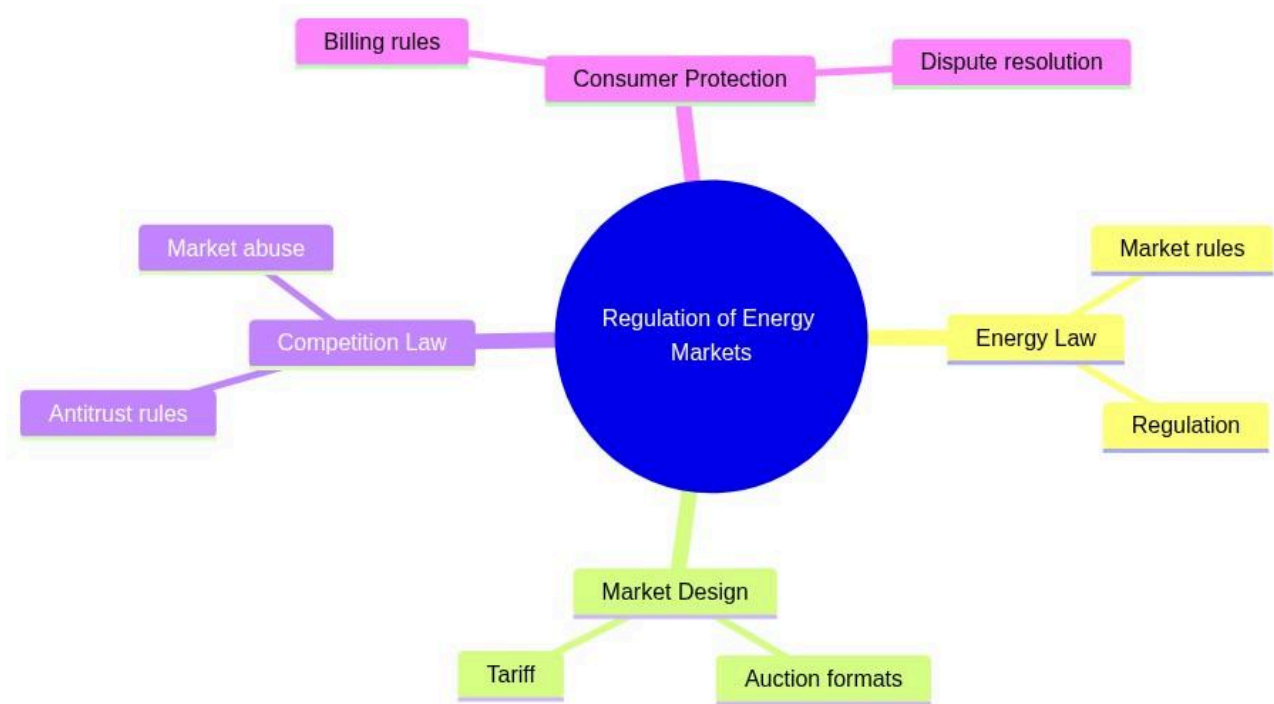 Billing rules
Consumer Protection
Dispute resolution
Market abuse
Competition Law
Antitrust rules
Regulation of Energy
Markets
Market rules
Energy Law
Regulation
Market Design
Tariff
Auction formats